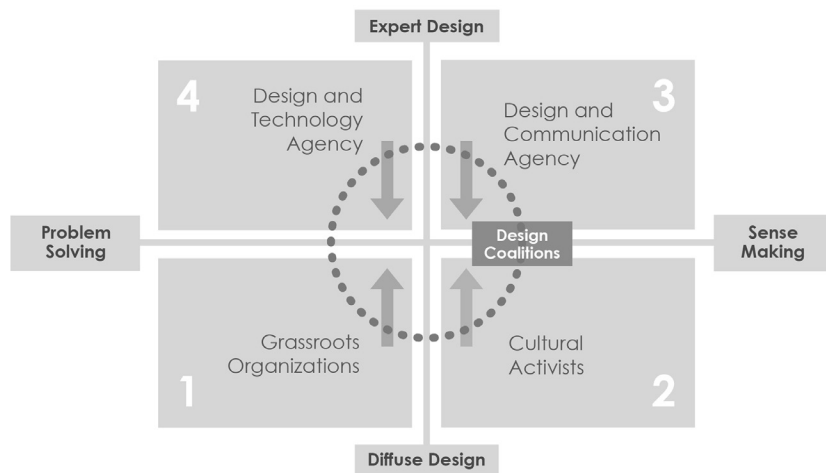 Expert Design
4
Design and
Technology
Agency
3
Design and
Communication
Agency
Problem
Solving
Design
Coalitions
Sense
Making
Grassroots
Organizations
1
Cultural
Activists
2
Diffuse Design